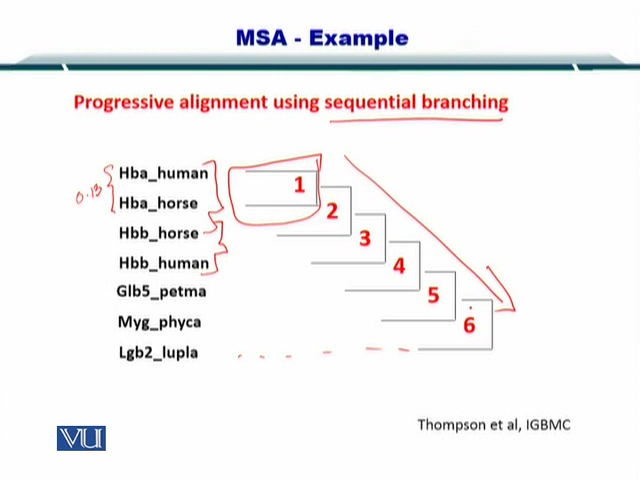 MSA - Example
Progressive alignment using sequential branching
Hba_human
0.13
Hba_horse
Hbb_horse
Hbb_human
Glb5_petma
Myg_phyca
Lgb2_lupla
1
2
3
4
5
6
Thompson et al, IGBMC
VU